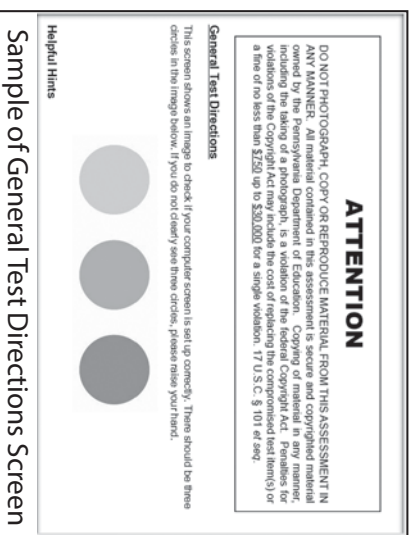 ATTENTION
DO NOT PHOTOGRAPH, COPY OR REPRODUCE MATERIAL FROM THIS ASSESSMENT IN
ANY MANNER. All material contained in this assessment is secure and copyrighted material
owned by the Pennsylvania Department of Education. Copying of material in any manner,
including the taking of a photograph, is a violation of the federal Copyright Act. Penalties for
violations of the Copyright Act may include the cost of replacing the compromised test item(s) or
a fine of no less than $750 up to $30,000 for a single violation. 17 U.S.C. § 101 et seq.
General Test Directions
This screen shows an image to check if your computer screen is set up correctly. There should be three
circles in the image below. If you do not clearly see three circles, please raise your hand.
Helpful Hints
Sample of General Test Directions Screen